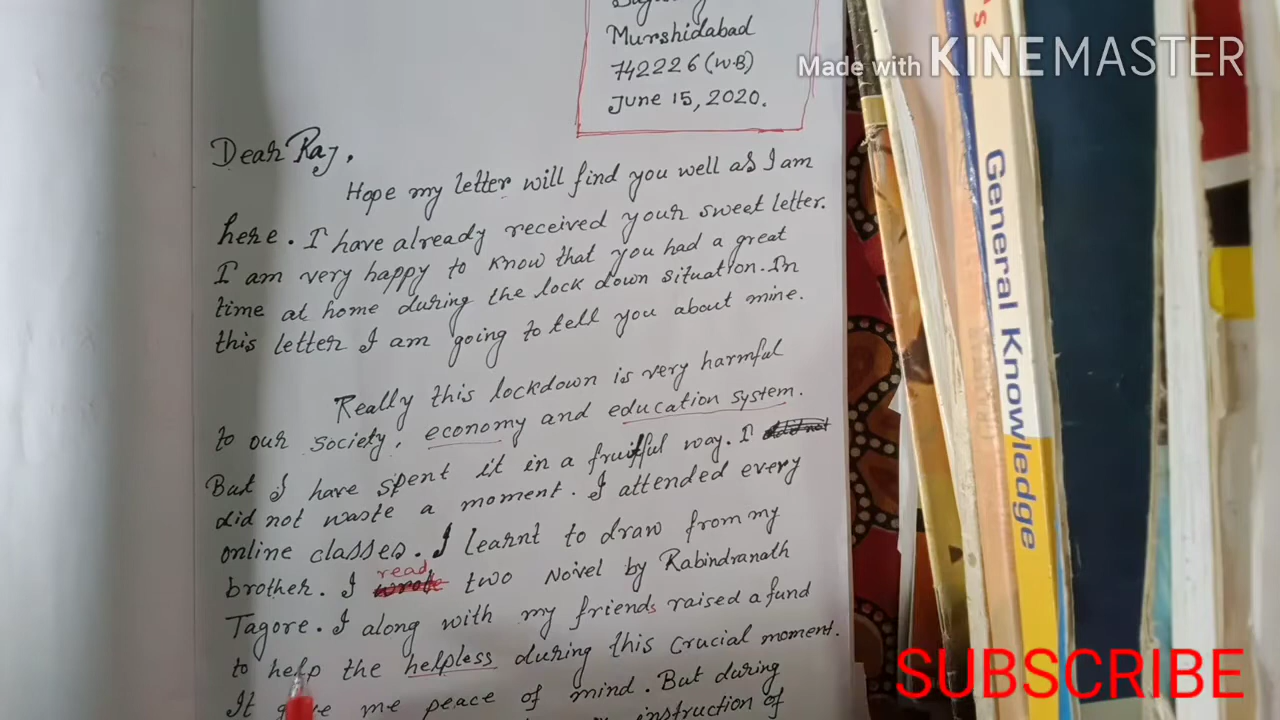 Murshidabad
742226 (W.B)
June 15, 2020.
Made with KINEMASTER
Dear Raj,
Hope my letter will find you well as I am
here. I have already received your sweet letter.
I am very happy to know that you had a great
time at home during the lock down situation. In
this letter I am going to tell you about mine.
Really this lockdown is very harmful
to our society, economy and education system.
But I have spent it in a fruitful way. I
did not waste a moment. I attended every
online classes. I learnt to draw from my
brother. I read two Novel by Rabindranath
Tagore. I along with my friends raised a fund
to help the helpless during this crucial moment.
It gave me peace of mind. But during
instruction of
General Knowledge
SUBSCRIBE